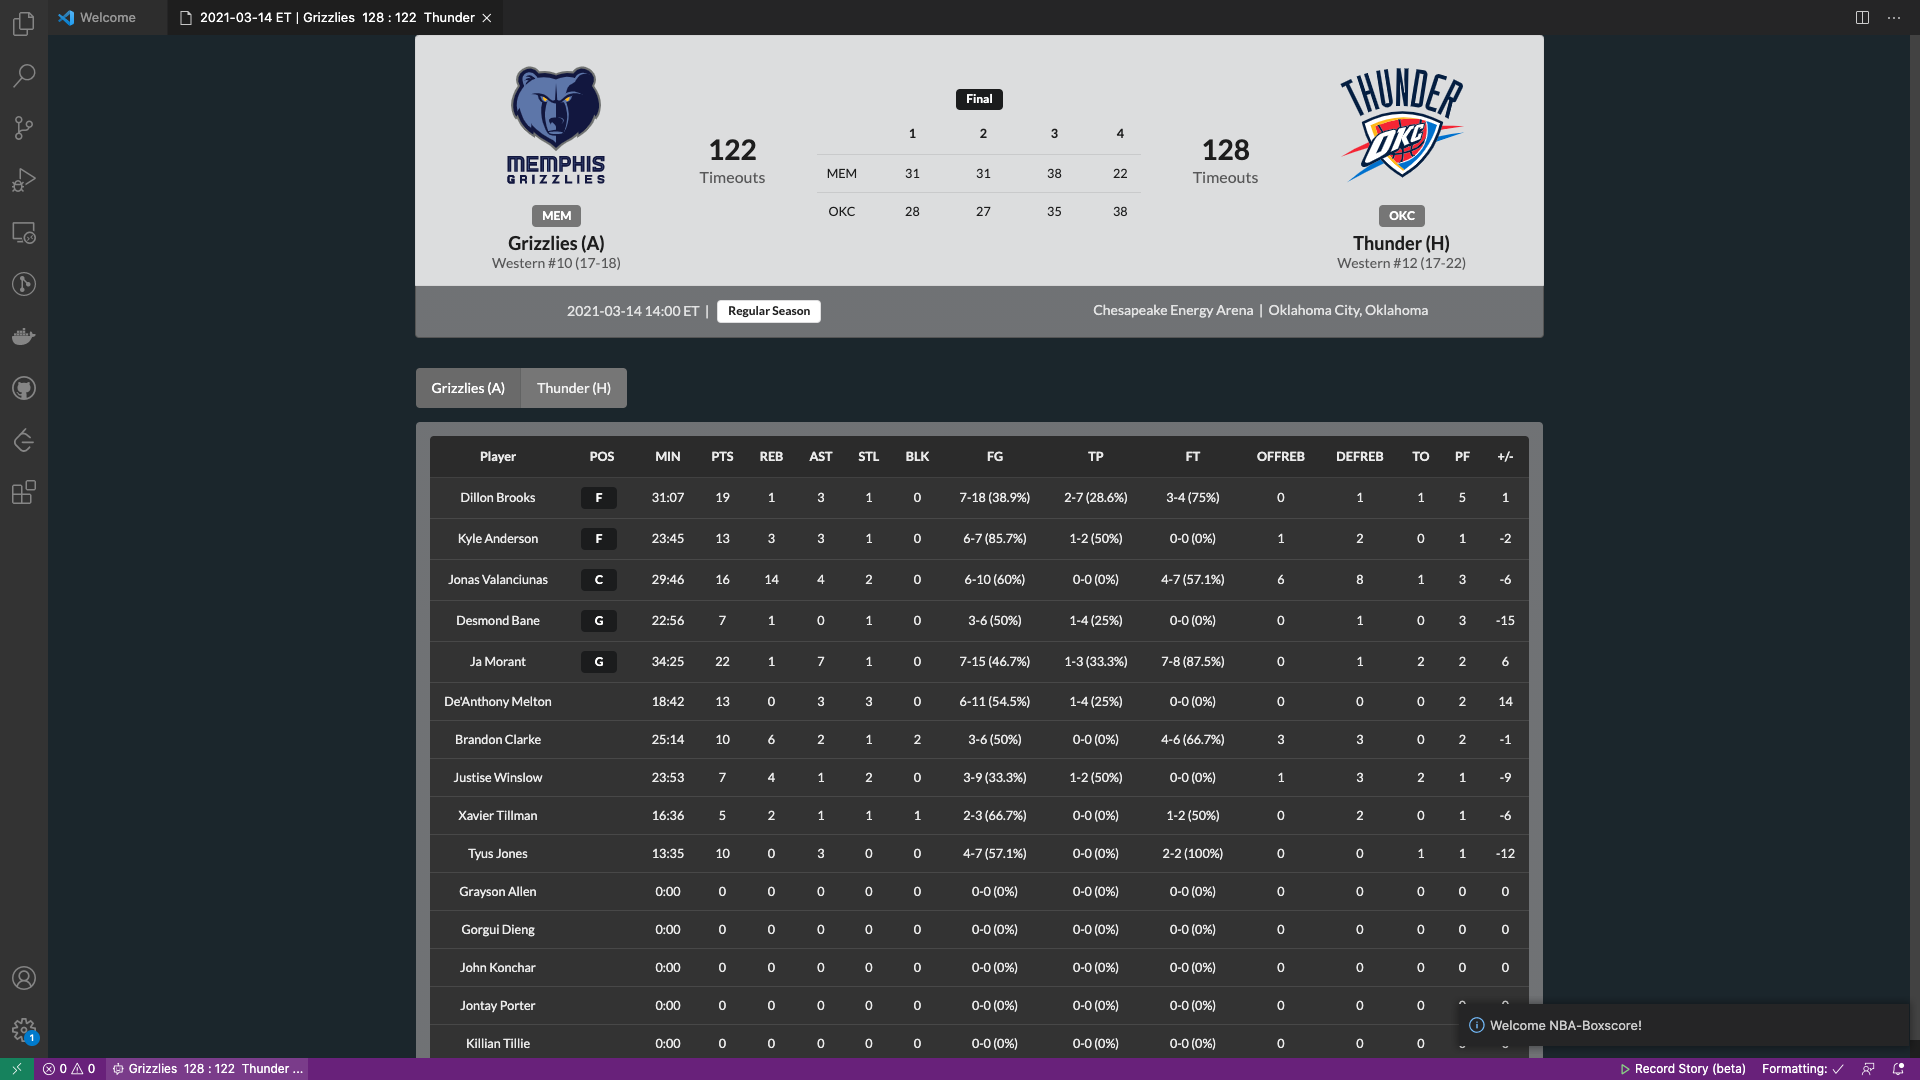 Welcome
2021-03-14 ET | Grizzlies 128 : 122 Thunder
MEMPHIS
GRIZZLIES
MEM
Grizzlies (A)
Western #10 (17-18)
122
Timeouts
Final
1 2 3 4
MEM 31 31 38 22
OKC 28 27 35 38
128
Timeouts
THUNDER
OKC
OKC
Thunder (H)
Western #12 (17-22)
2021-03-14 14:00 ET | Regular Season
Chesapeake Energy Arena | Oklahoma City, Oklahoma
Grizzlies (A) Thunder (H)
Player POS MIN PTS REB AST STL BLK FG TP FT OFFREB DEFREB TO PF +/-
Dillon Brooks F 31:07 19 1 3 1 0 7-18 (38.9%) 2-7 (28.6%) 3-4 (75%) 0 1 1 5 1
Kyle Anderson F 23:45 13 3 3 1 0 6-7 (85.7%) 1-2 (50%) 0-0 (0%) 1 2 0 1 -2
Jonas Valanciunas C 29:46 16 14 4 2 0 6-10 (60%) 0-0 (0%) 4-7 (57.1%) 6 8 1 3 -6
Desmond Bane G 22:56 7 1 0 1 0 3-6 (50%) 1-4 (25%) 0-0 (0%) 0 1 0 3 -15
Ja Morant G 34:25 22 1 7 1 0 7-15 (46.7%) 1-3 (33.3%) 7-8 (87.5%) 0 1 2 2 6
De'Anthony Melton 18:42 13 0 3 3 0 6-11 (54.5%) 1-4 (25%) 0-0 (0%) 0 0 0 2 14
Brandon Clarke 25:14 10 6 2 1 2 3-6 (50%) 0-0 (0%) 4-6 (66.7%) 3 3 0 2 -1
Justise Winslow 23:53 7 4 1 2 0 3-9 (33.3%) 1-2 (50%) 0-0 (0%) 1 3 2 1 -9
Xavier Tillman 16:36 5 2 1 1 1 2-3 (66.7%) 0-0 (0%) 1-2 (50%) 0 2 0 1 -6
Tyus Jones 13:35 10 0 3 0 0 4-7 (57.1%) 0-0 (0%) 2-2 (100%) 0 0 1 1 -12
Grayson Allen 0:00 0 0 0 0 0 0-0 (0%) 0-0 (0%) 0-0 (0%) 0 0 0 0 0
Gorgui Dieng 0:00 0 0 0 0 0 0-0 (0%) 0-0 (0%) 0-0 (0%) 0 0 0 0 0
John Konchar 0:00 0 0 0 0 0 0-0 (0%) 0-0 (0%) 0-0 (0%) 0 0 0 0 0
Jontay Porter 0:00 0 0 0 0 0 0-0 (0%) 0-0 (0%) 0-0 (0%) 0 0 0
Killian Tillie 0:00 0 0 0 0 0 0-0 (0%) 0-0 (0%) 0-0 (0%) 0 0 0
Welcome NBA-Boxscore!
1
0 0 Grizzlies 128 : 122 Thunder ... Record Story (beta) Formatting: